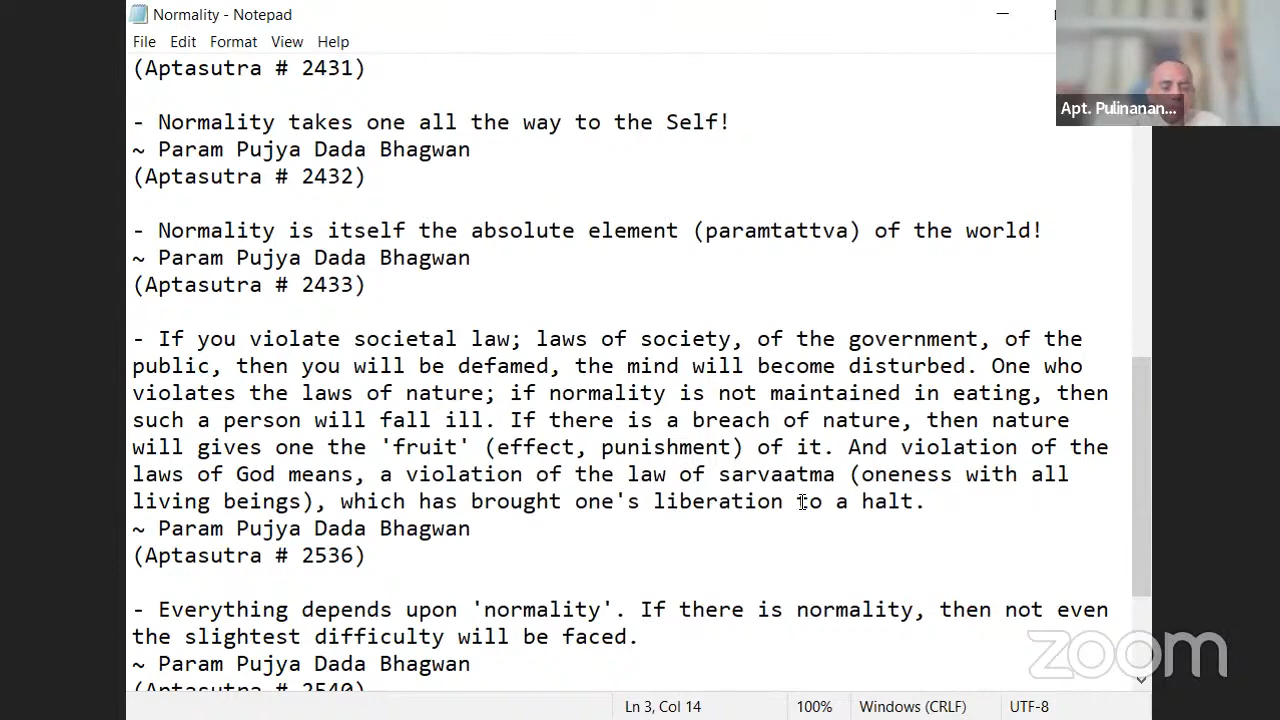 Normality - Notepad
File Edit Format View Help
(Aptasutra # 2431)
- Normality takes one all the way to the Self!
~ Param Pujya Dada Bhagwan
(Aptasutra # 2432)
- Normality is itself the absolute element (paramtattva) of the world!
~ Param Pujya Dada Bhagwan
(Aptasutra # 2433)
- If you violate societal law; laws of society, of the government, of the
public, then you will be defamed, the mind will become disturbed. One who
violates the laws of nature; if normality is not maintained in eating, then
such a person will fall ill. If there is a breach of nature, then nature
will gives one the 'fruit' (effect, punishment) of it. And violation of the
laws of God means, a violation of the law of sarvaatma (oneness with all
living beings), which has brought one's liberation to a halt.
~ Param Pujya Dada Bhagwan
(Aptasutra # 2536)
- Everything depends upon 'normality'. If there is normality, then not even
the slightest difficulty will be faced.
~ Param Pujya Dada Bhagwan
(Aptasutra # 2540)
Ln 3, Col 14 100% Windows (CRLF) UTF-8
Apt. Pulinanan...
zoom